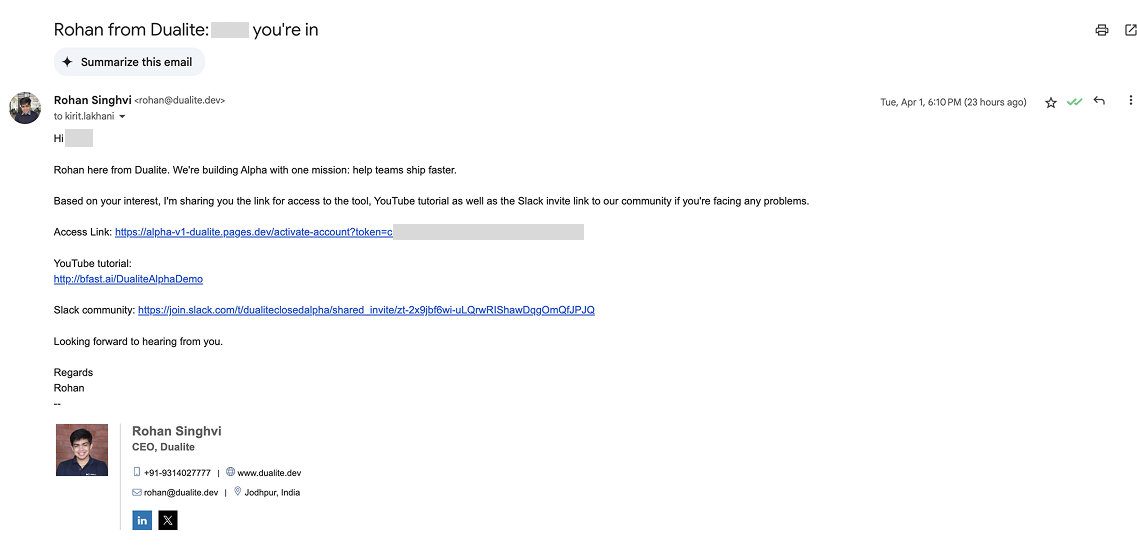 Rohan from Dualite: you're in
Summarize this email
Rohan Singhvi <rohan@dualite.dev>
Tue, Apr 1, 6:10 PM (23 hours ago)
to kirit.lakhani
Hi
Rohan here from Dualite. We're building Alpha with one mission: help teams ship faster.
Based on your interest, I'm sharing you the link for access to the tool, YouTube tutorial as well as the Slack invite link to our community if you're facing any problems.
Access Link: https://alpha-v1-dualite.pages.dev/activate-account?token=c
YouTube tutorial:
http://bfast.ai/DualiteAlphaDemo
Slack community: https://join.slack.com/t/dualiteclosedalpha/shared_invite/zt-2x9jbf6wi-uLQrwRIShawDqgOmQfJPJQ
Looking forward to hearing from you.
Regards
Rohan
--
Rohan Singhvi
CEO, Dualite
+91-9314027777 | www.dualite.dev
rohan@dualite.dev | Jodhpur, India
in X